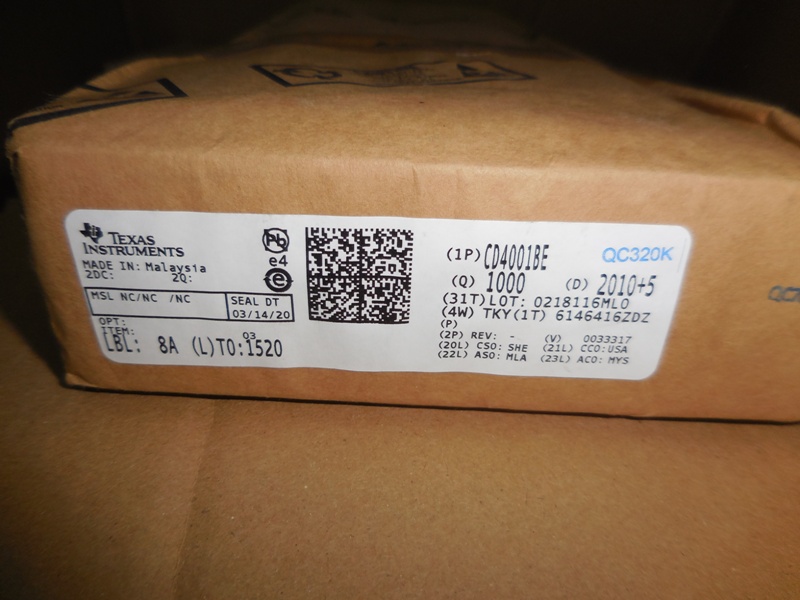 TEXAS
INSTRUMENTS
MADE IN: Malaysia
2DC: 2Q:
MSL NC/NC /NC
SEAL DT
03/14/20
OPT:
ITEM:
03
LBL: 8A (L)TO:1520
Pb
e4
e
(1P)CD4001BE
QC320K
(Q) 1000 (D) 2010+5
(31T)LOT: 0218116ML0
(4W) TKY(1T) 6146416ZDZ
(P)
(2P) REV: - (V) 0033317
(20L) CSO: SHE (21L) CCO:USA
(22L) ASO: MLA (23L) ACO: MYS